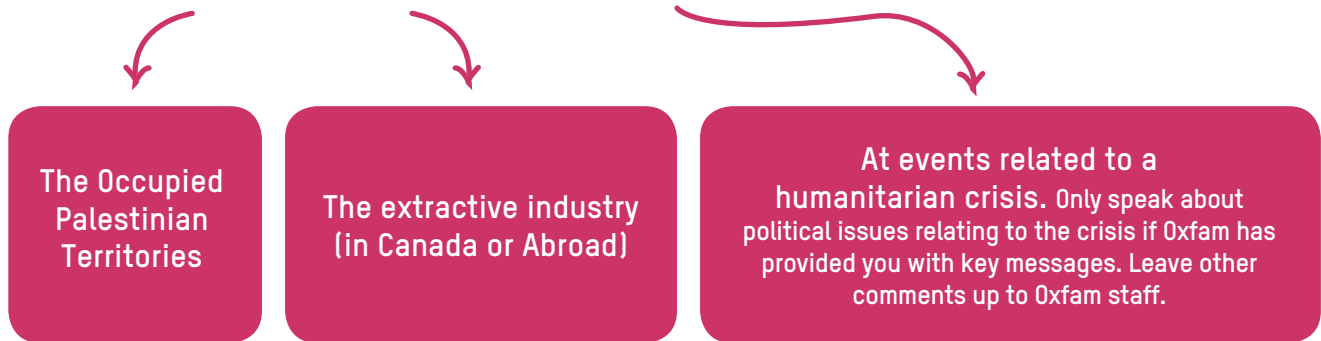 The Occupied
Palestinian
Territories
The extractive industry
(in Canada or Abroad)
At events related to a
humanitarian crisis. Only speak about
political issues relating to the crisis if Oxfam has
provided you with key messages. Leave other
comments up to Oxfam staff.